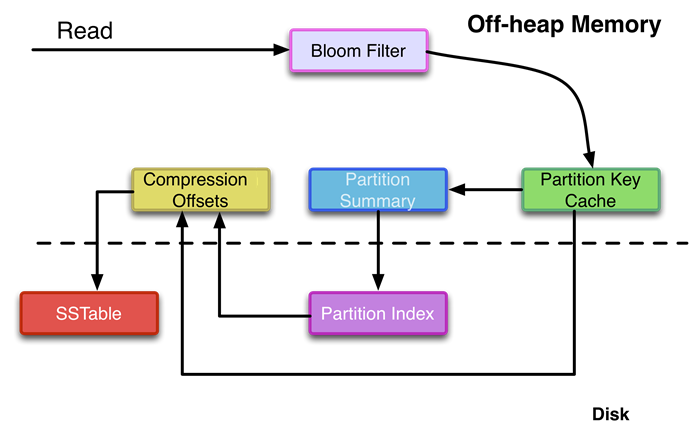 Read
Off-heap Memory
Bloom Filter
Compression
Offsets
Partition
Summary
Partition Key
Cache
SSTable
Partition Index
Disk